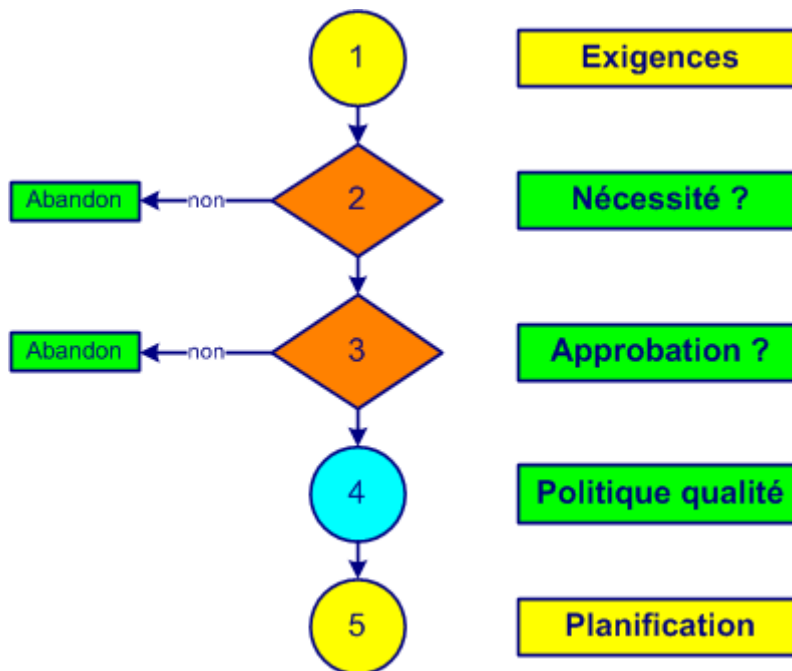 1
Exigences
Abandon
non
2
Nécessité ?
Abandon
non
3
Approbation ?
4
Politique qualité
5
Planification